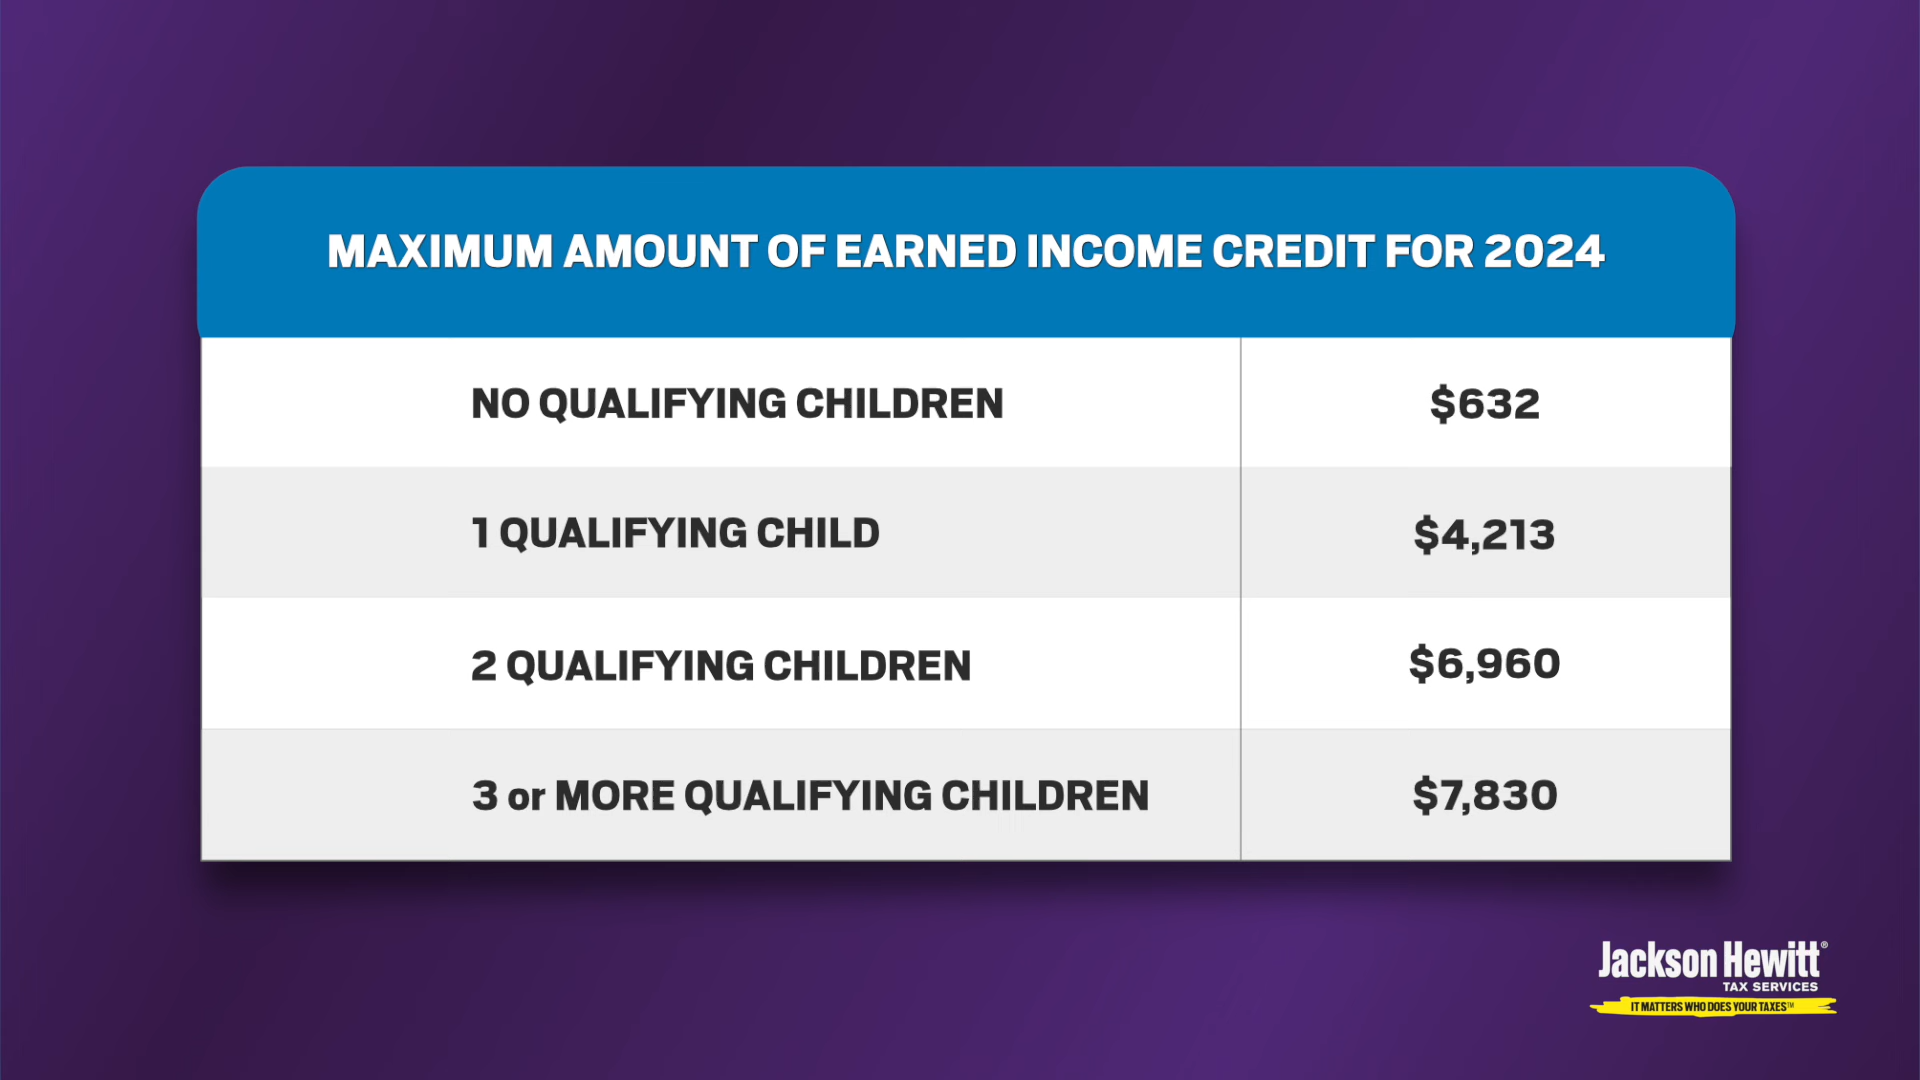 MAXIMUM AMOUNT OF EARNED INCOME CREDIT FOR 2024
NO QUALIFYING CHILDREN $632
1 QUALIFYING CHILD $4,213
2 QUALIFYING CHILDREN $6,960
3 or MORE QUALIFYING CHILDREN $7,830
Jackson Hewitt®
TAX SERVICES
IT MATTERS WHO DOES YOUR TAXES™